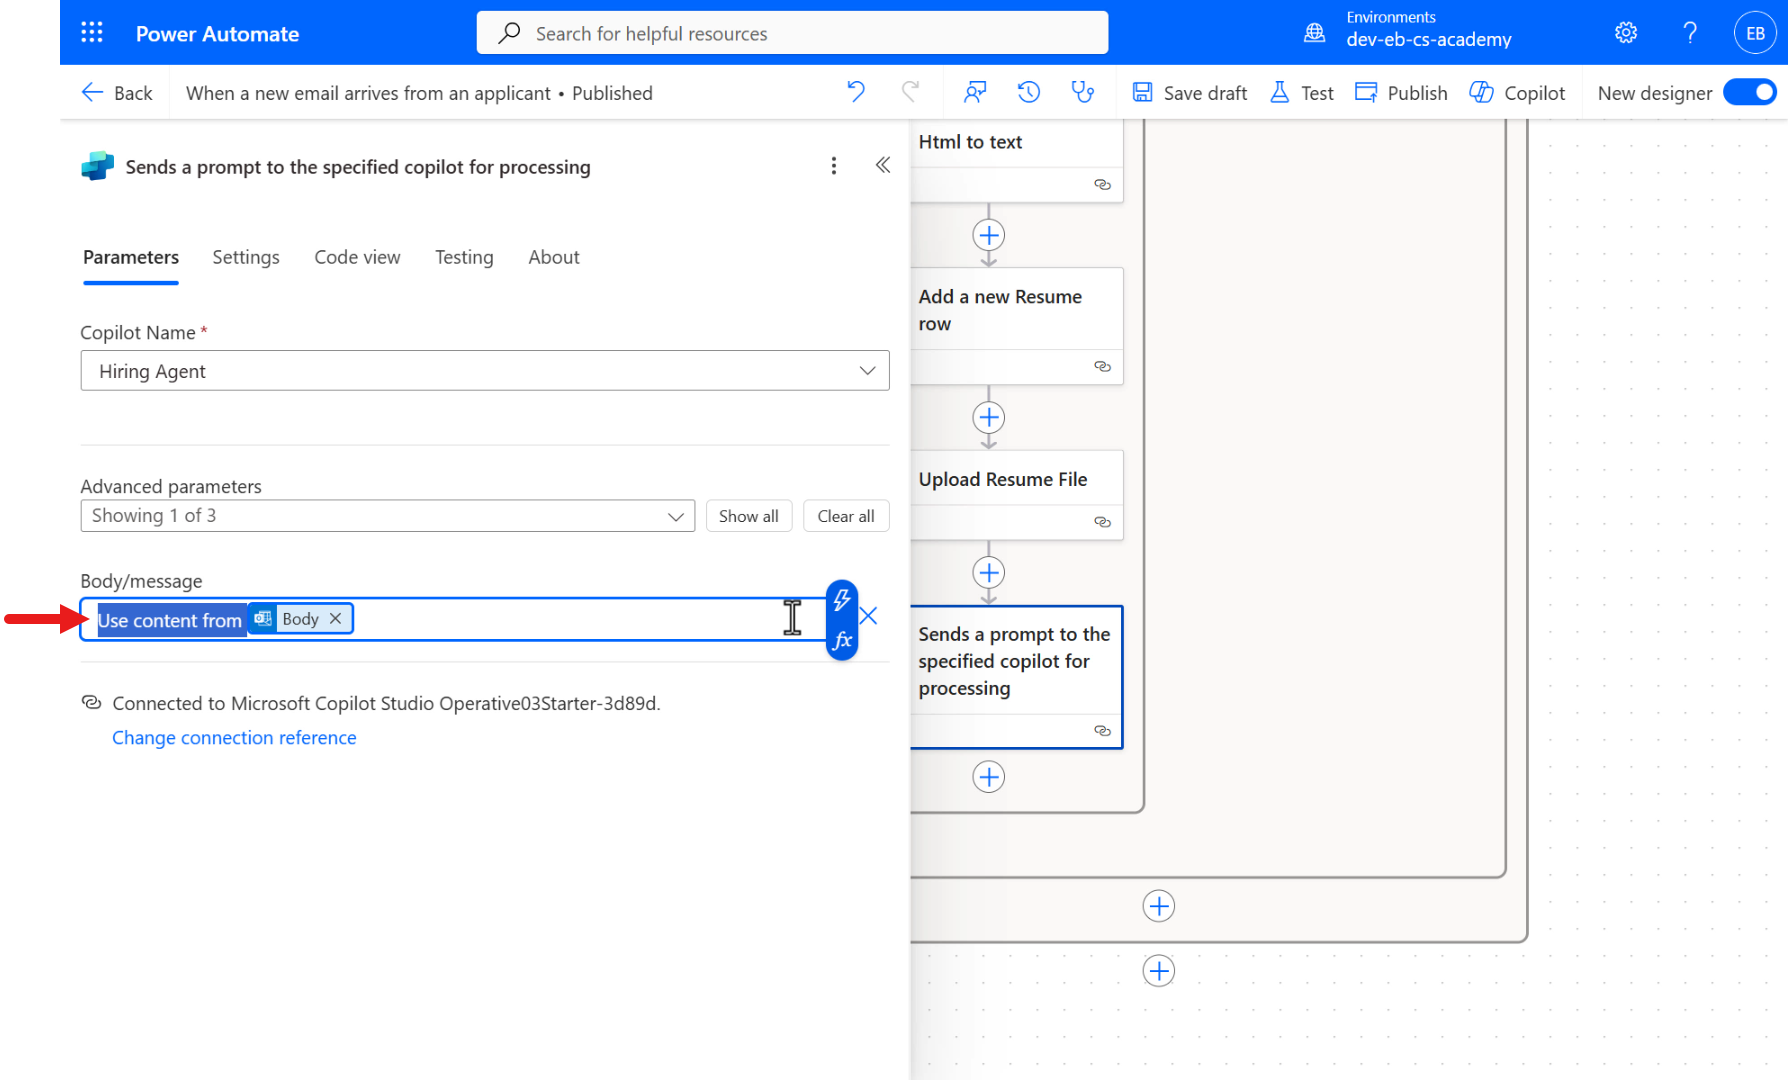 Power Automate
Search for helpful resources
Environments
dev-eb-cs-academy
?
EB
Back
When a new email arrives from an applicant • Published
Save draft
Test
Publish
Copilot
New designer
Sends a prompt to the specified copilot for processing
Parameters
Settings
Code view
Testing
About
Copilot Name *
Hiring Agent
Advanced parameters
Showing 1 of 3
Show all
Clear all
Body/message
Use content from Body
fx
Connected to Microsoft Copilot Studio Operative03Starter-3d89d.
Change connection reference
Html to text
Add a new Resume
row
Upload Resume File
Sends a prompt to the
specified copilot for
processing